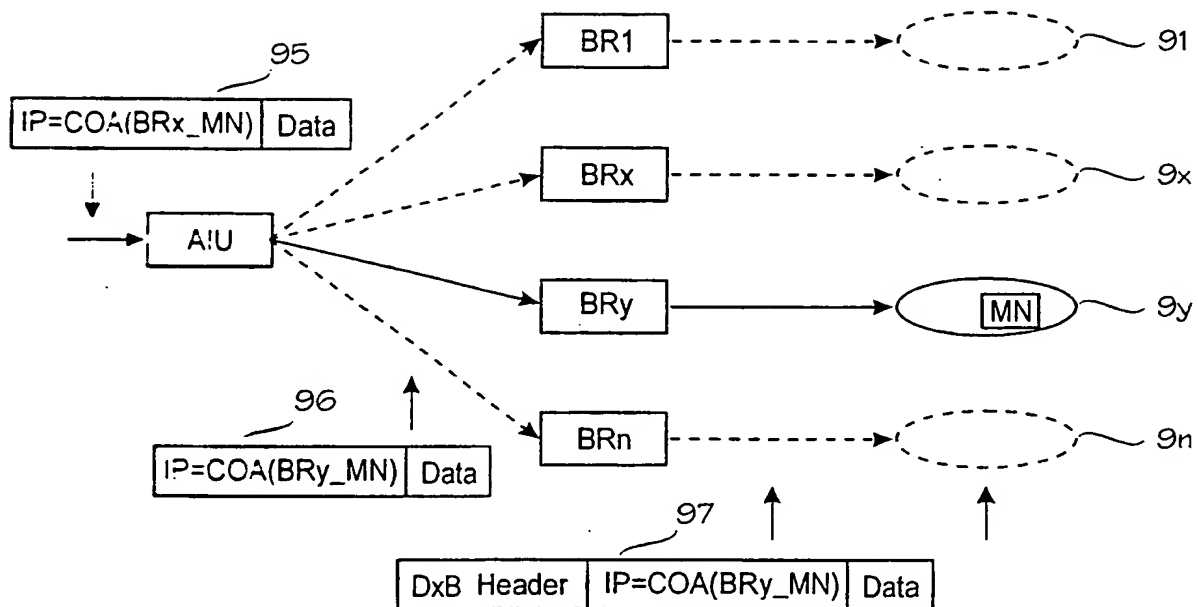 BR1
91
95
IP=COA(BRx_MN) Data
BRx
9x
AIU
BRy
MN
9y
96
BRn
9n
IP=COA(BRy_MN) Data
97
DxB Header IP=COA(BRy_MN) Data